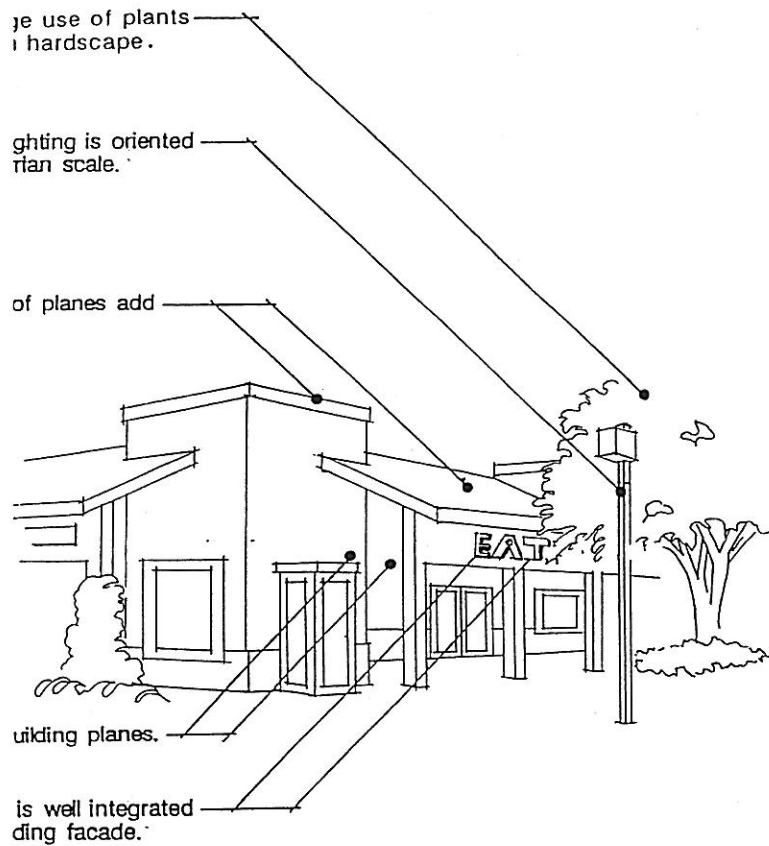 ge use of plants
hardscape.
ghting is oriented
rian scale.
of planes add
EAT
uilding planes.
is well integrated
ding facade.